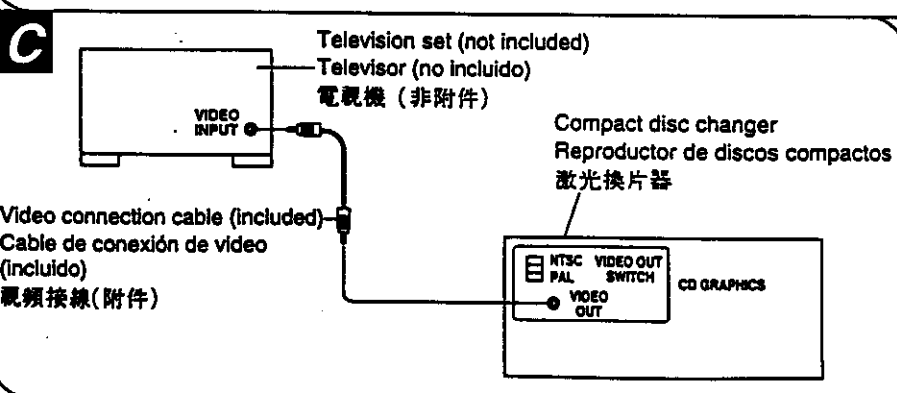 C
Television set (not included)
Televisor (no incluido)
電視機（非附件）
VIDEO
INPUT
Compact disc changer
Reproductor de discos compactos
激光換片器
Video connection cable (included)
Cable de conexión de video
(incluido)
視頻接線(附件)
NTSC VIDEO OUT
PAL SWITCH
CD GRAPHICS
VIDEO
OUT